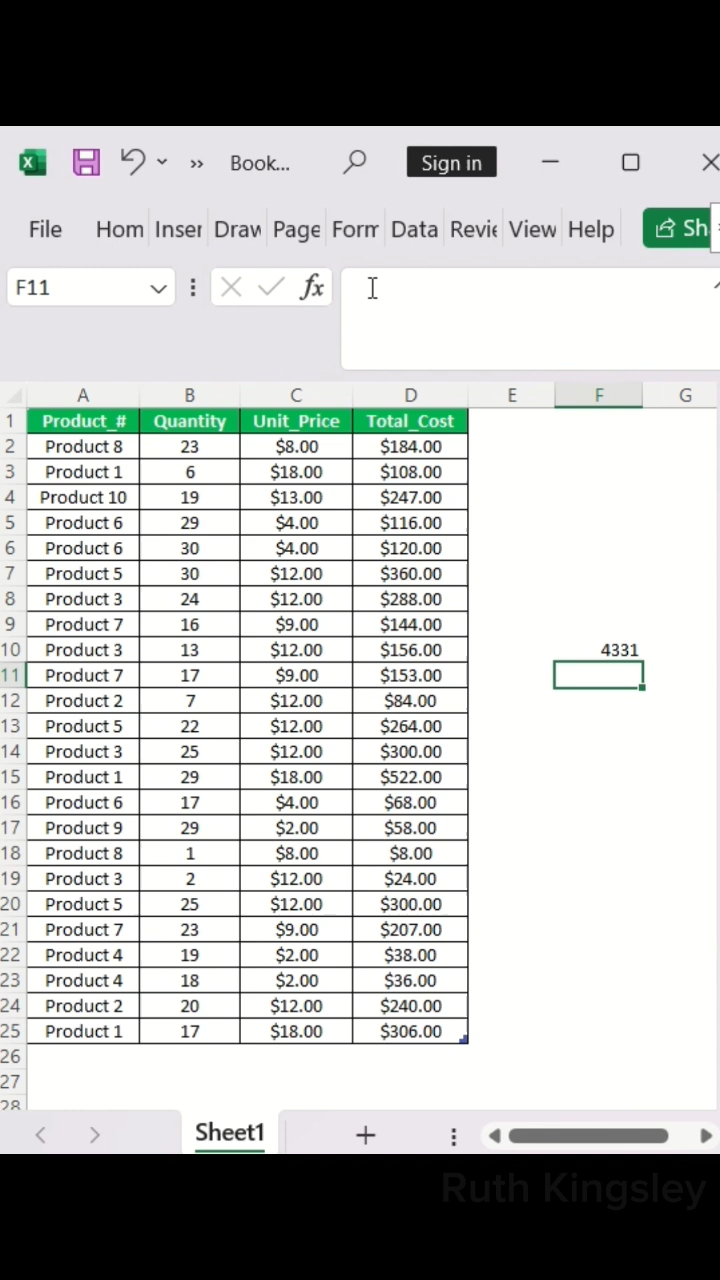 Book... Sign in
File Hom Inser Draw Page Form Data Revie View Help Sh
F11 fx
A B C D E F G
1 Product_# Quantity Unit_Price Total_Cost
2 Product 8 23 $8.00 $184.00
3 Product 1 6 $18.00 $108.00
4 Product 10 19 $13.00 $247.00
5 Product 6 29 $4.00 $116.00
6 Product 6 30 $4.00 $120.00
7 Product 5 30 $12.00 $360.00
8 Product 3 24 $12.00 $288.00
9 Product 7 16 $9.00 $144.00
10 Product 3 13 $12.00 $156.00 4331
11 Product 7 17 $9.00 $153.00
12 Product 2 7 $12.00 $84.00
13 Product 5 22 $12.00 $264.00
14 Product 3 25 $12.00 $300.00
15 Product 1 29 $18.00 $522.00
16 Product 6 17 $4.00 $68.00
17 Product 9 29 $2.00 $58.00
18 Product 8 1 $8.00 $8.00
19 Product 3 2 $12.00 $24.00
20 Product 5 25 $12.00 $300.00
21 Product 7 23 $9.00 $207.00
22 Product 4 19 $2.00 $38.00
23 Product 4 18 $2.00 $36.00
24 Product 2 20 $12.00 $240.00
25 Product 1 17 $18.00 $306.00
26
27
28
Sheet1
Ruth Kingsley